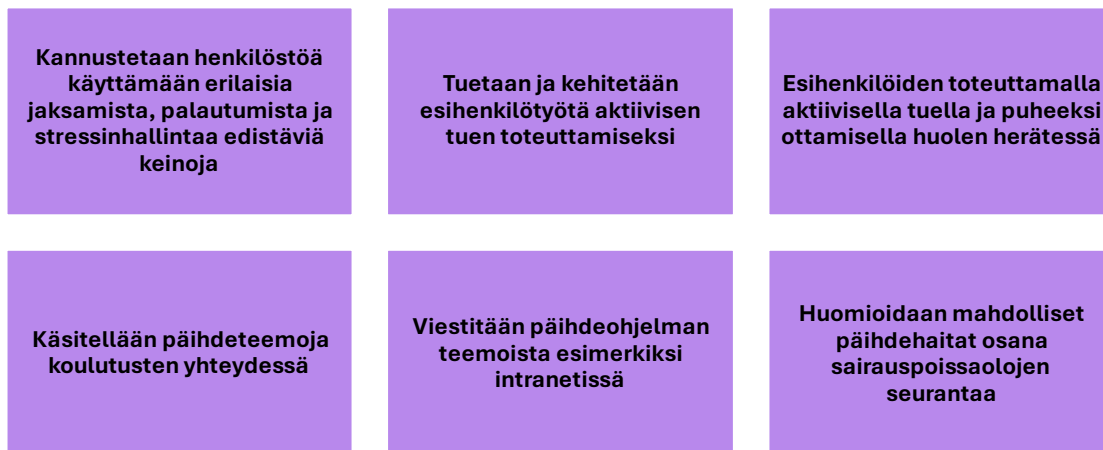 Kannustetaan henkilöstöä
käyttämään erilaisia
jaksamista, palautumista ja
stressinhallintaa edistäviä
keinoja
Tuetaan ja kehitetään
esihenkilötyötä aktiivisen
tuen toteuttamiseksi
Esihenkilöiden toteuttamalla
aktiivisella tuella ja puheeksi
ottamisella huolen herätessä
Käsitellään päihdeteemoja
koulutusten yhteydessä
Viestitään päihdeohjelman
teemoista esimerkiksi
intranetissä
Huomioidaan mahdolliset
päihdehaitat osana
sairauspoissaolojen
seurantaa